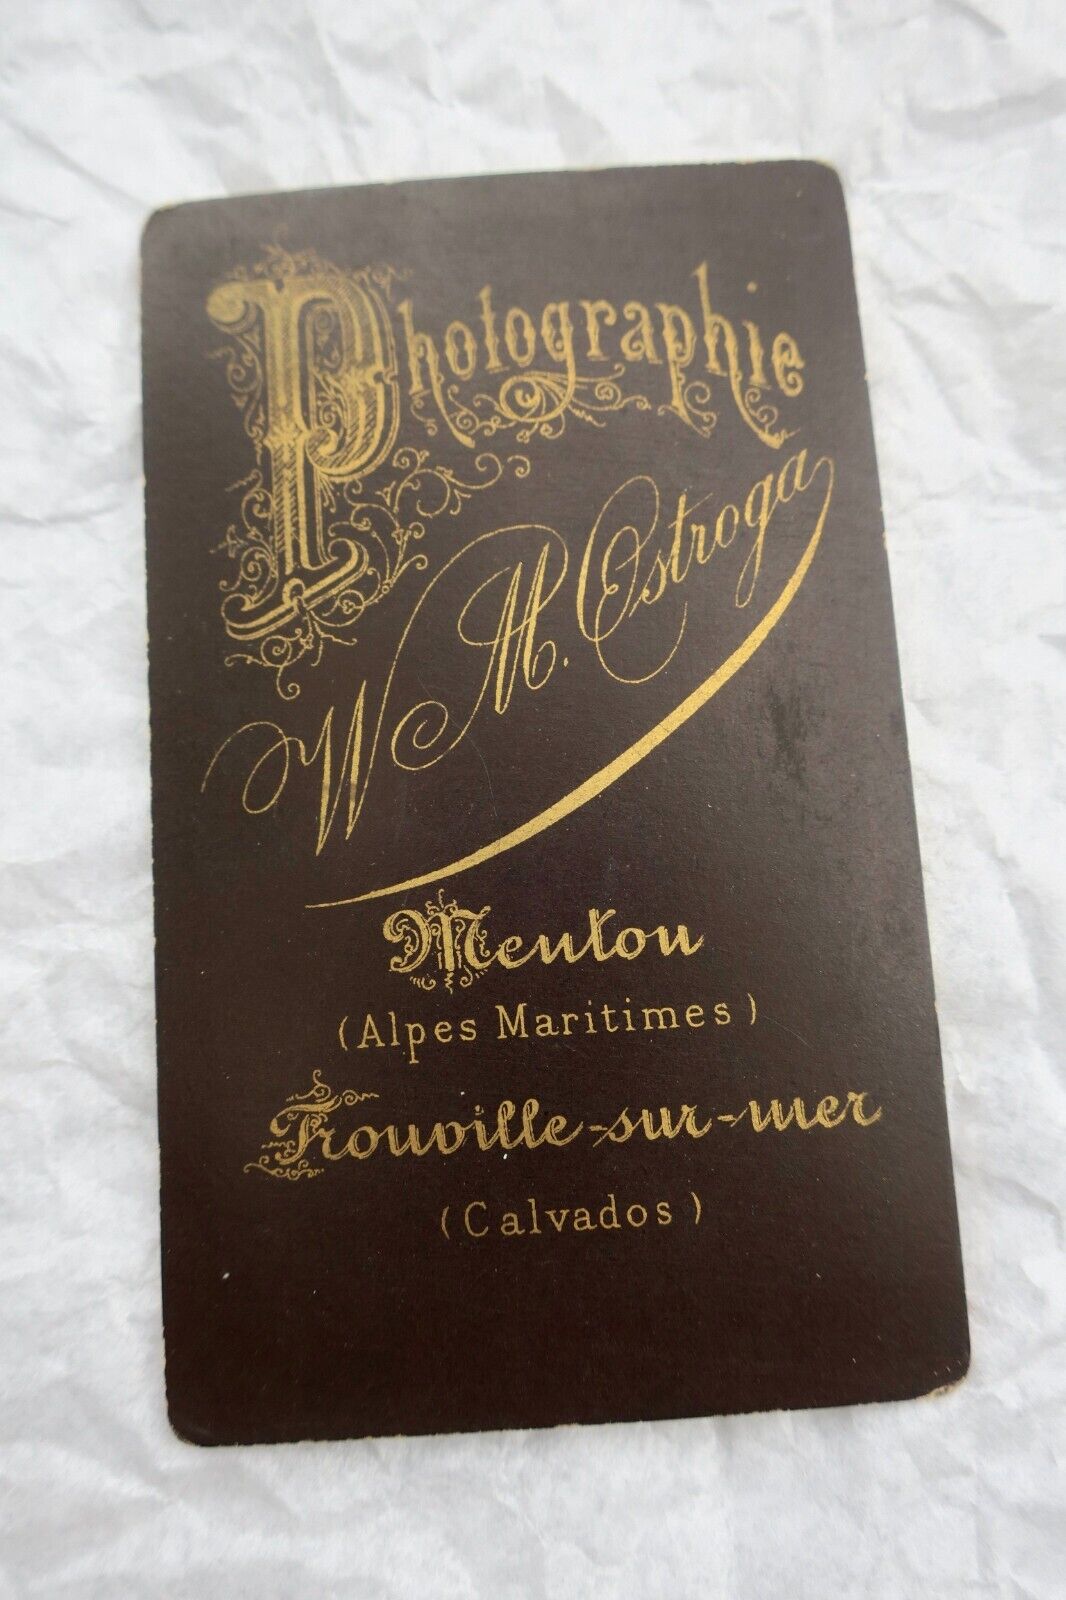 Photographie
W M. Ostroga
Menton
(Alpes Maritimes)
Trouville-sur-mer
(Calvados)